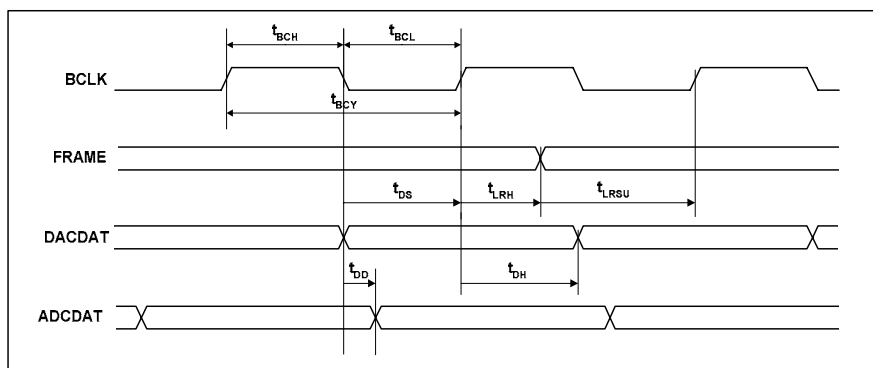 tBCH tBCL
BCLK
tBCY
FRAME
tDS tLRH tLRSU
DACDAT
tDD tDH
ADCDAT